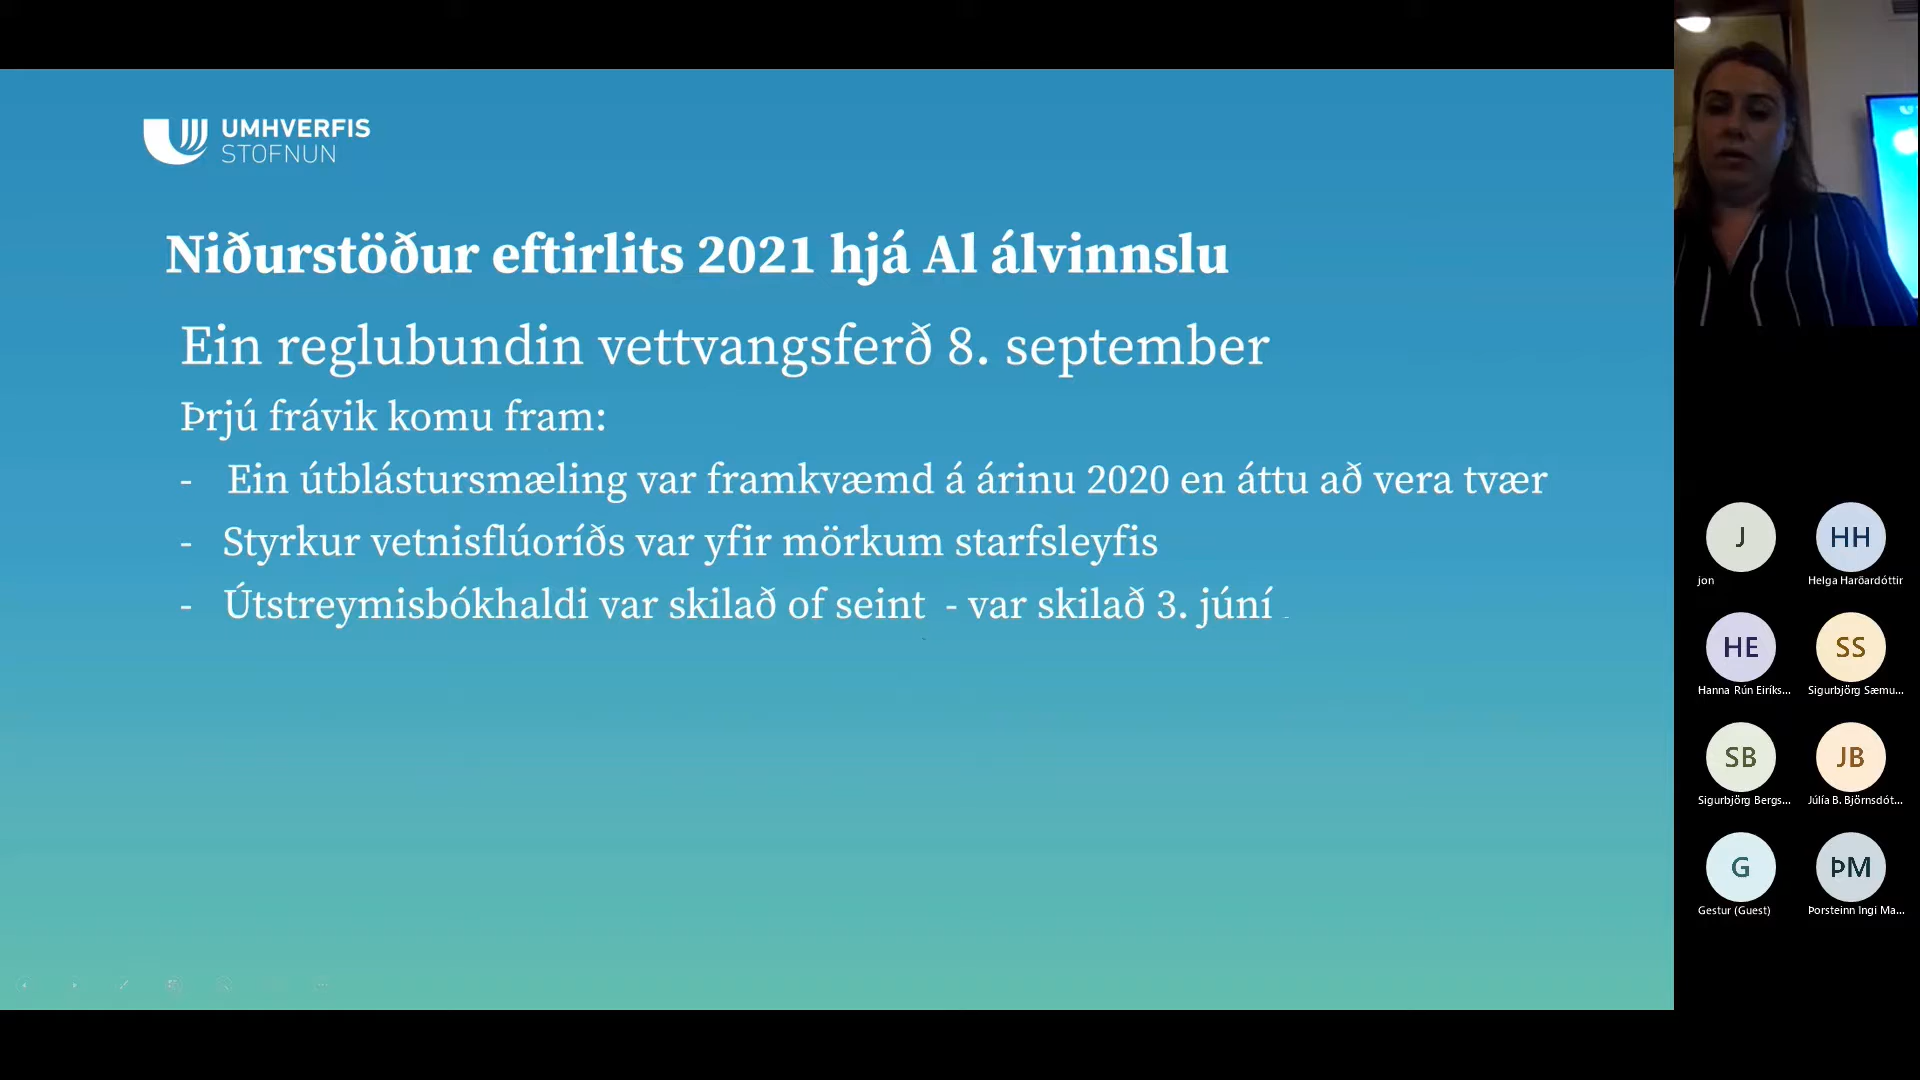 UMHVERFIS
STOFNUN
Niðurstöður eftirlits 2021 hjá Al álvinnslu
Ein reglubundin vettvangsferð 8. september
Þrjú frávik komu fram:
- Ein útblástursmæling var framkvæmd á árinu 2020 en áttu að vera tvær
- Styrkur vetnisflúoríðs var yfir mörkum starfsleyfis
- Útstreymisbókhaldi var skilað of seint - var skilað 3. júní
J
jon
HH
Helga Harðardóttir
HE
Hanna Rún Eiríks...
SS
Sigurbjörg Sæmu...
SB
Sigurbjörg Bergs...
JB
Júlía B. Björnsdót...
G
Gestur (Guest)
ÞM
Þorsteinn Ingi Ma...